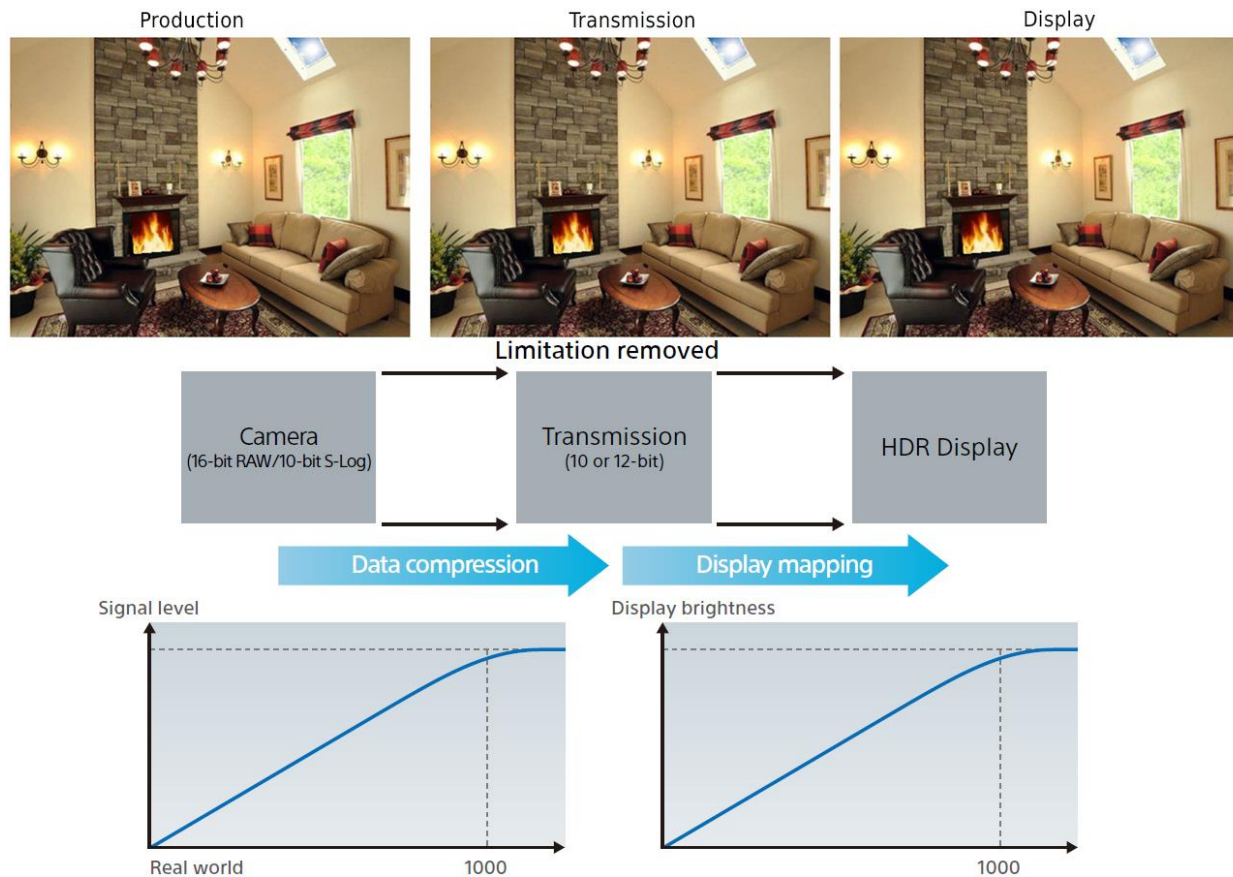 Production
Transmission
Display
Limitation removed
Camera
(16-bit RAW/10-bit S-Log)
Transmission
(10 or 12-bit)
HDR Display
Data compression
Display mapping
Signal level
Display brightness
Real world
1000
1000